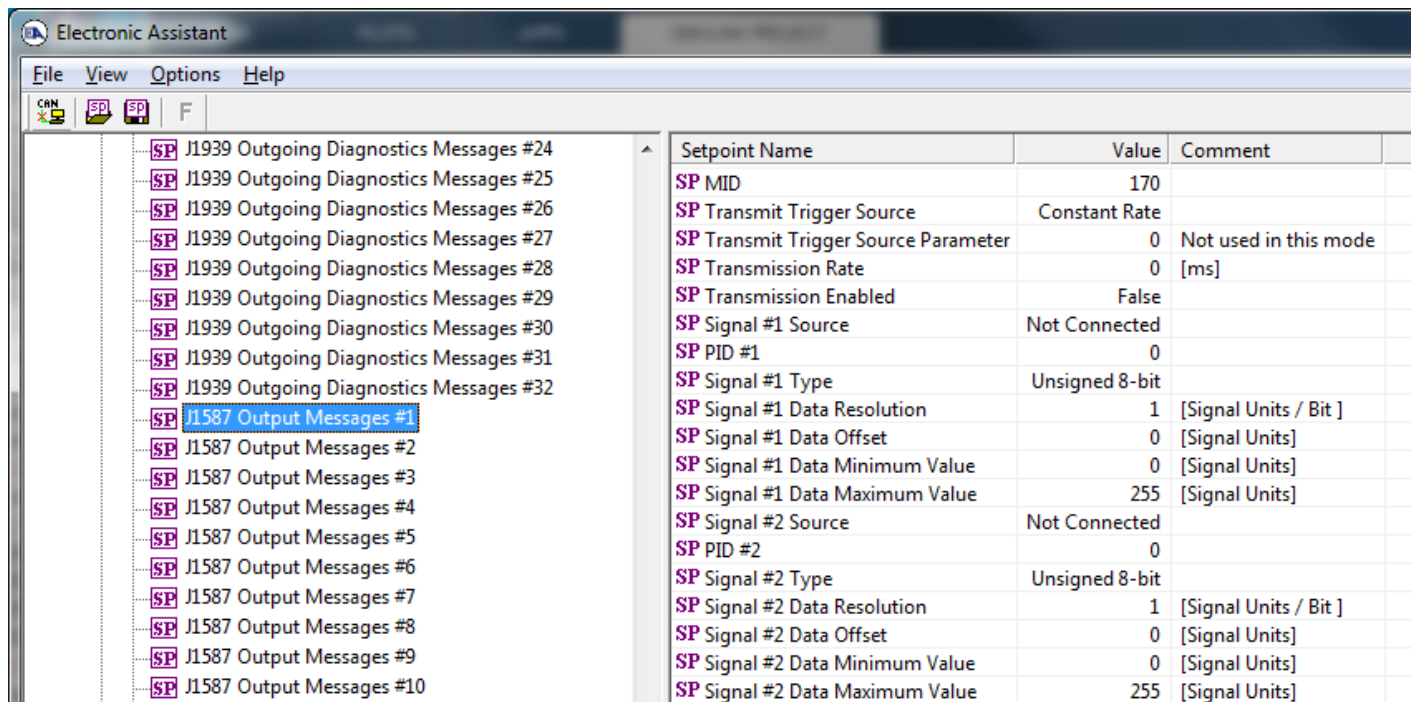 Electronic Assistant
File View Options Help
CAN SP SP F
SP J1939 Outgoing Diagnostics Messages #24
SP J1939 Outgoing Diagnostics Messages #25
SP J1939 Outgoing Diagnostics Messages #26
SP J1939 Outgoing Diagnostics Messages #27
SP J1939 Outgoing Diagnostics Messages #28
SP J1939 Outgoing Diagnostics Messages #29
SP J1939 Outgoing Diagnostics Messages #30
SP J1939 Outgoing Diagnostics Messages #31
SP J1939 Outgoing Diagnostics Messages #32
SP J1587 Output Messages #1
SP J1587 Output Messages #2
SP J1587 Output Messages #3
SP J1587 Output Messages #4
SP J1587 Output Messages #5
SP J1587 Output Messages #6
SP J1587 Output Messages #7
SP J1587 Output Messages #8
SP J1587 Output Messages #9
SP J1587 Output Messages #10
Setpoint Name Value Comment
SP MID 170
SP Transmit Trigger Source Constant Rate
SP Transmit Trigger Source Parameter 0 Not used in this mode
SP Transmission Rate 0 [ms]
SP Transmission Enabled False
SP Signal #1 Source Not Connected
SP PID #1 0
SP Signal #1 Type Unsigned 8-bit
SP Signal #1 Data Resolution 1 [Signal Units / Bit ]
SP Signal #1 Data Offset 0 [Signal Units]
SP Signal #1 Data Minimum Value 0 [Signal Units]
SP Signal #1 Data Maximum Value 255 [Signal Units]
SP Signal #2 Source Not Connected
SP PID #2 0
SP Signal #2 Type Unsigned 8-bit
SP Signal #2 Data Resolution 1 [Signal Units / Bit ]
SP Signal #2 Data Offset 0 [Signal Units]
SP Signal #2 Data Minimum Value 0 [Signal Units]
SP Signal #2 Data Maximum Value 255 [Signal Units]